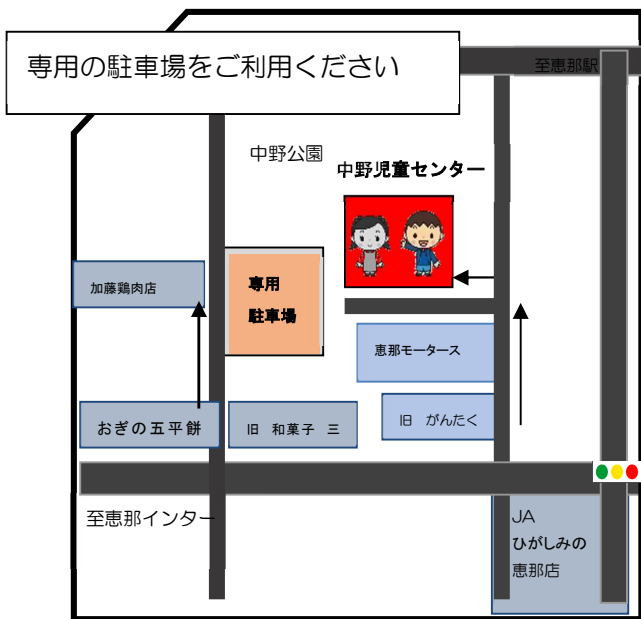 専用の駐車場をご利用ください
至恵那駅
中野公園
中野児童センター
加藤鶏肉店
専用
駐車場
恵那モータース
おぎの五平餅
旧 和菓子 三
旧 がんたく
至恵那インター
JA
ひがしみの
恵那店